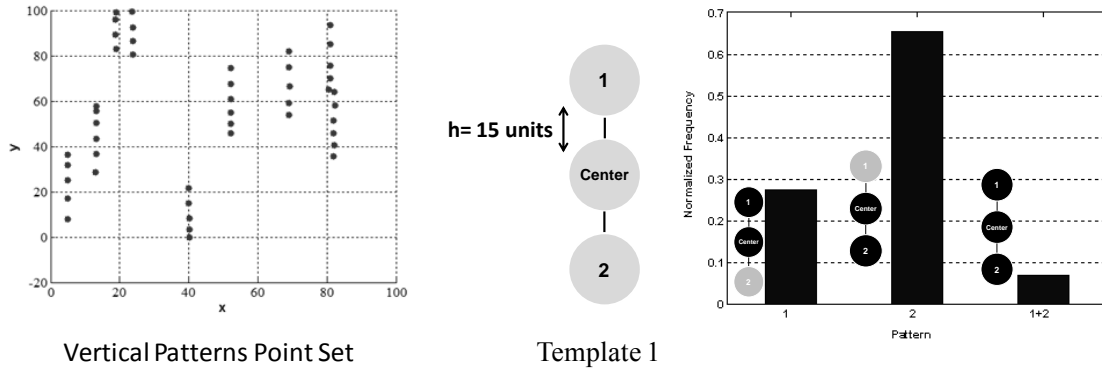 100
80
60
40
20
0
-20
y
0 20 40 60 80 100
x
Vertical Patterns Point Set
1
h= 15 units
Center
2
Template 1
0.7
0.6
0.5
0.4
0.3
0.2
0.1
0
Normalized Frequency
1
Center
2
1
Center
2
1
Center
2
1 2 1+2
Pattern